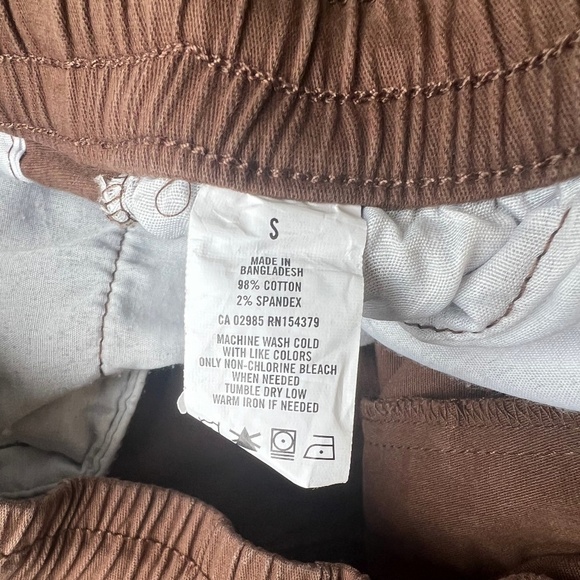 S
MADE IN
BANGLADESH
98% COTTON
2% SPANDEX
CA 02985 RN154379
MACHINE WASH COLD
WITH LIKE COLORS
ONLY NON-CHLORINE BLEACH
WHEN NEEDED
TUMBLE DRY LOW
WARM IRON IF NEEDED